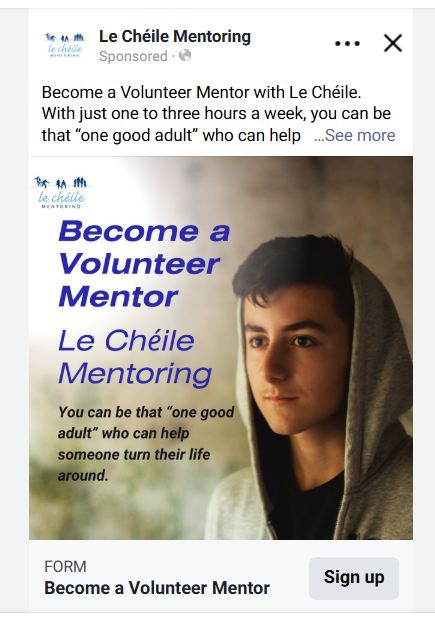 le chéile
MENTORING
Le Chéile Mentoring
Sponsored ·
Become a Volunteer Mentor with Le Chéile.
With just one to three hours a week, you can be
that “one good adult” who can help ...See more
le chéile
MENTORING
Become a
Volunteer
Mentor
Le Chéile
Mentoring
You can be that “one good
adult” who can help
someone turn their life
around.
FORM
Become a Volunteer Mentor
Sign up